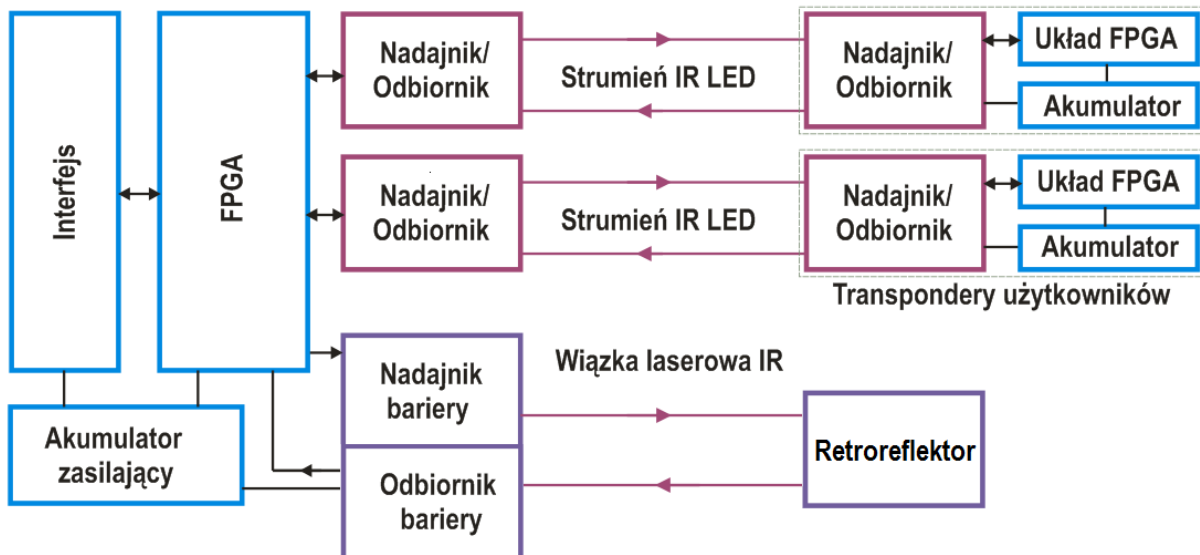 Interfejs
FPGA
Nadajnik/
Odbiornik
Strumień IR LED
Nadajnik/
Odbiornik
Układ FPGA
Akumulator
Nadajnik/
Odbiornik
Strumień IR LED
Nadajnik/
Odbiornik
Układ FPGA
Akumulator
Transpondery użytkowników
Nadajnik
bariery
Wiązka laserowa IR
Retroreflektor
Akumulator
zasilający
Odbiornik
bariery